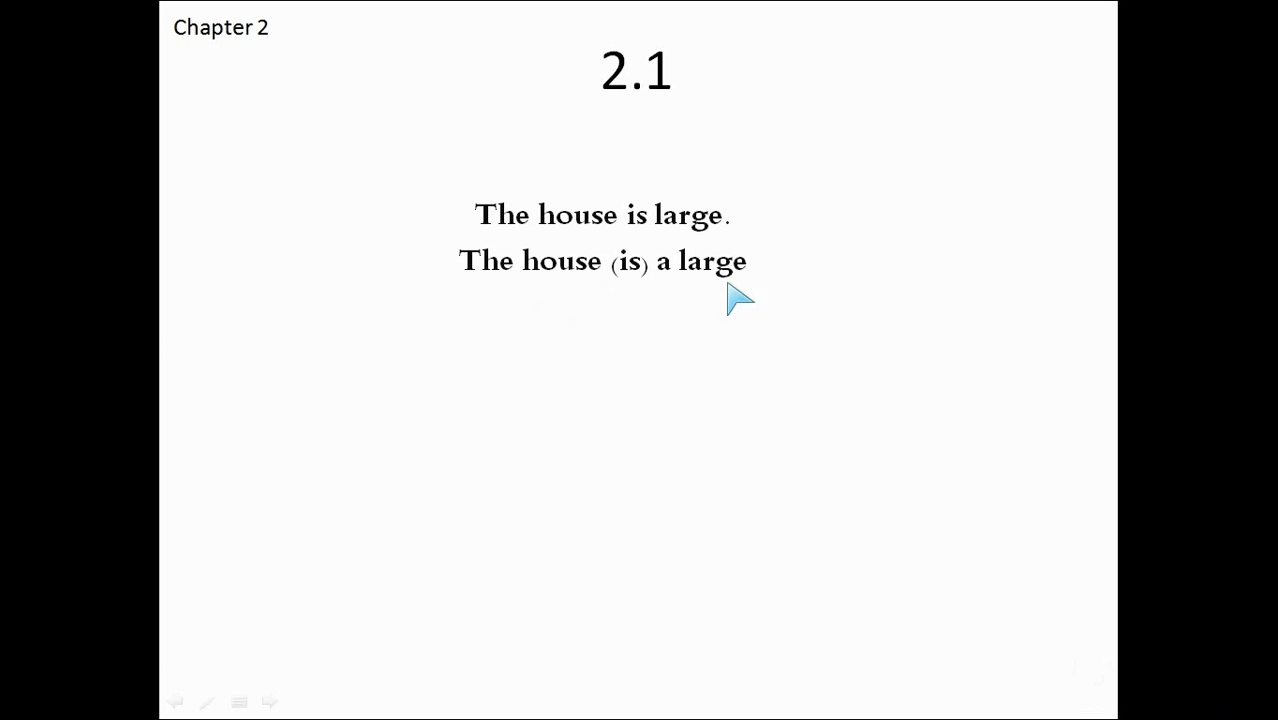 Chapter 2
2.1
The house is large.
The house (is) a large